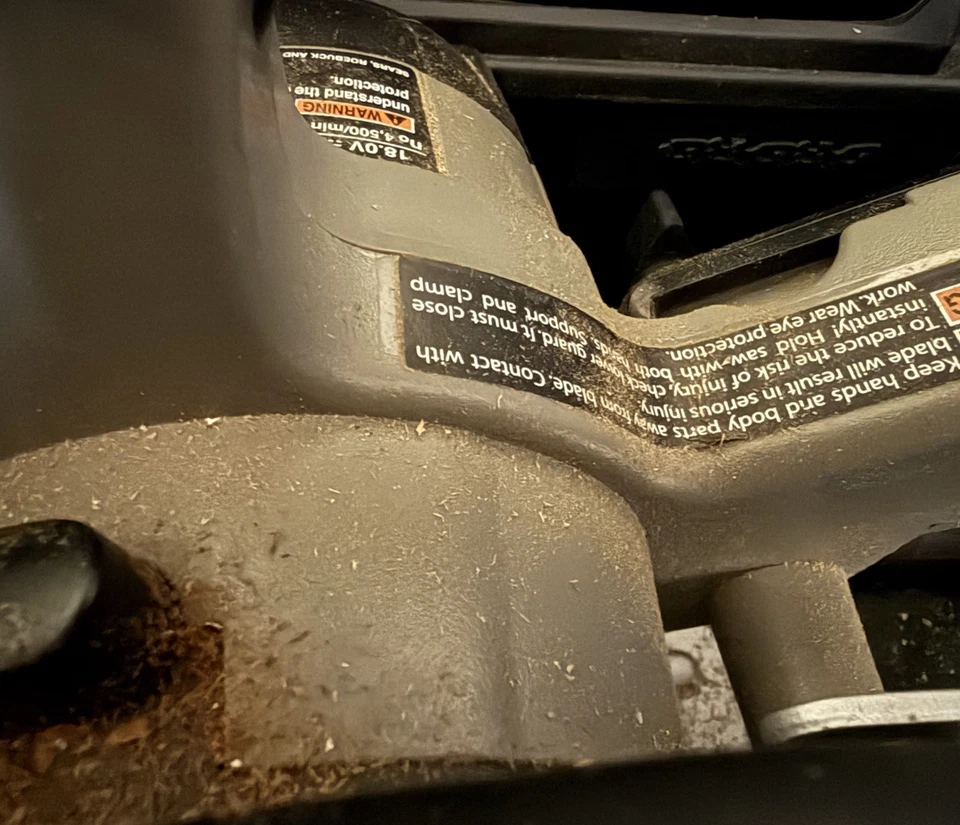 Keep hands and body parts away from blade. Contact with
blade will result in serious injury.
To reduce the risk of injury, check guard. It must close
instantly! Hold saw with both hands. Support and clamp
work. Wear eye protection.
18.0V
no 4,500/min
WARNING
understand the
protection.
SEARS, ROEBUCK AND